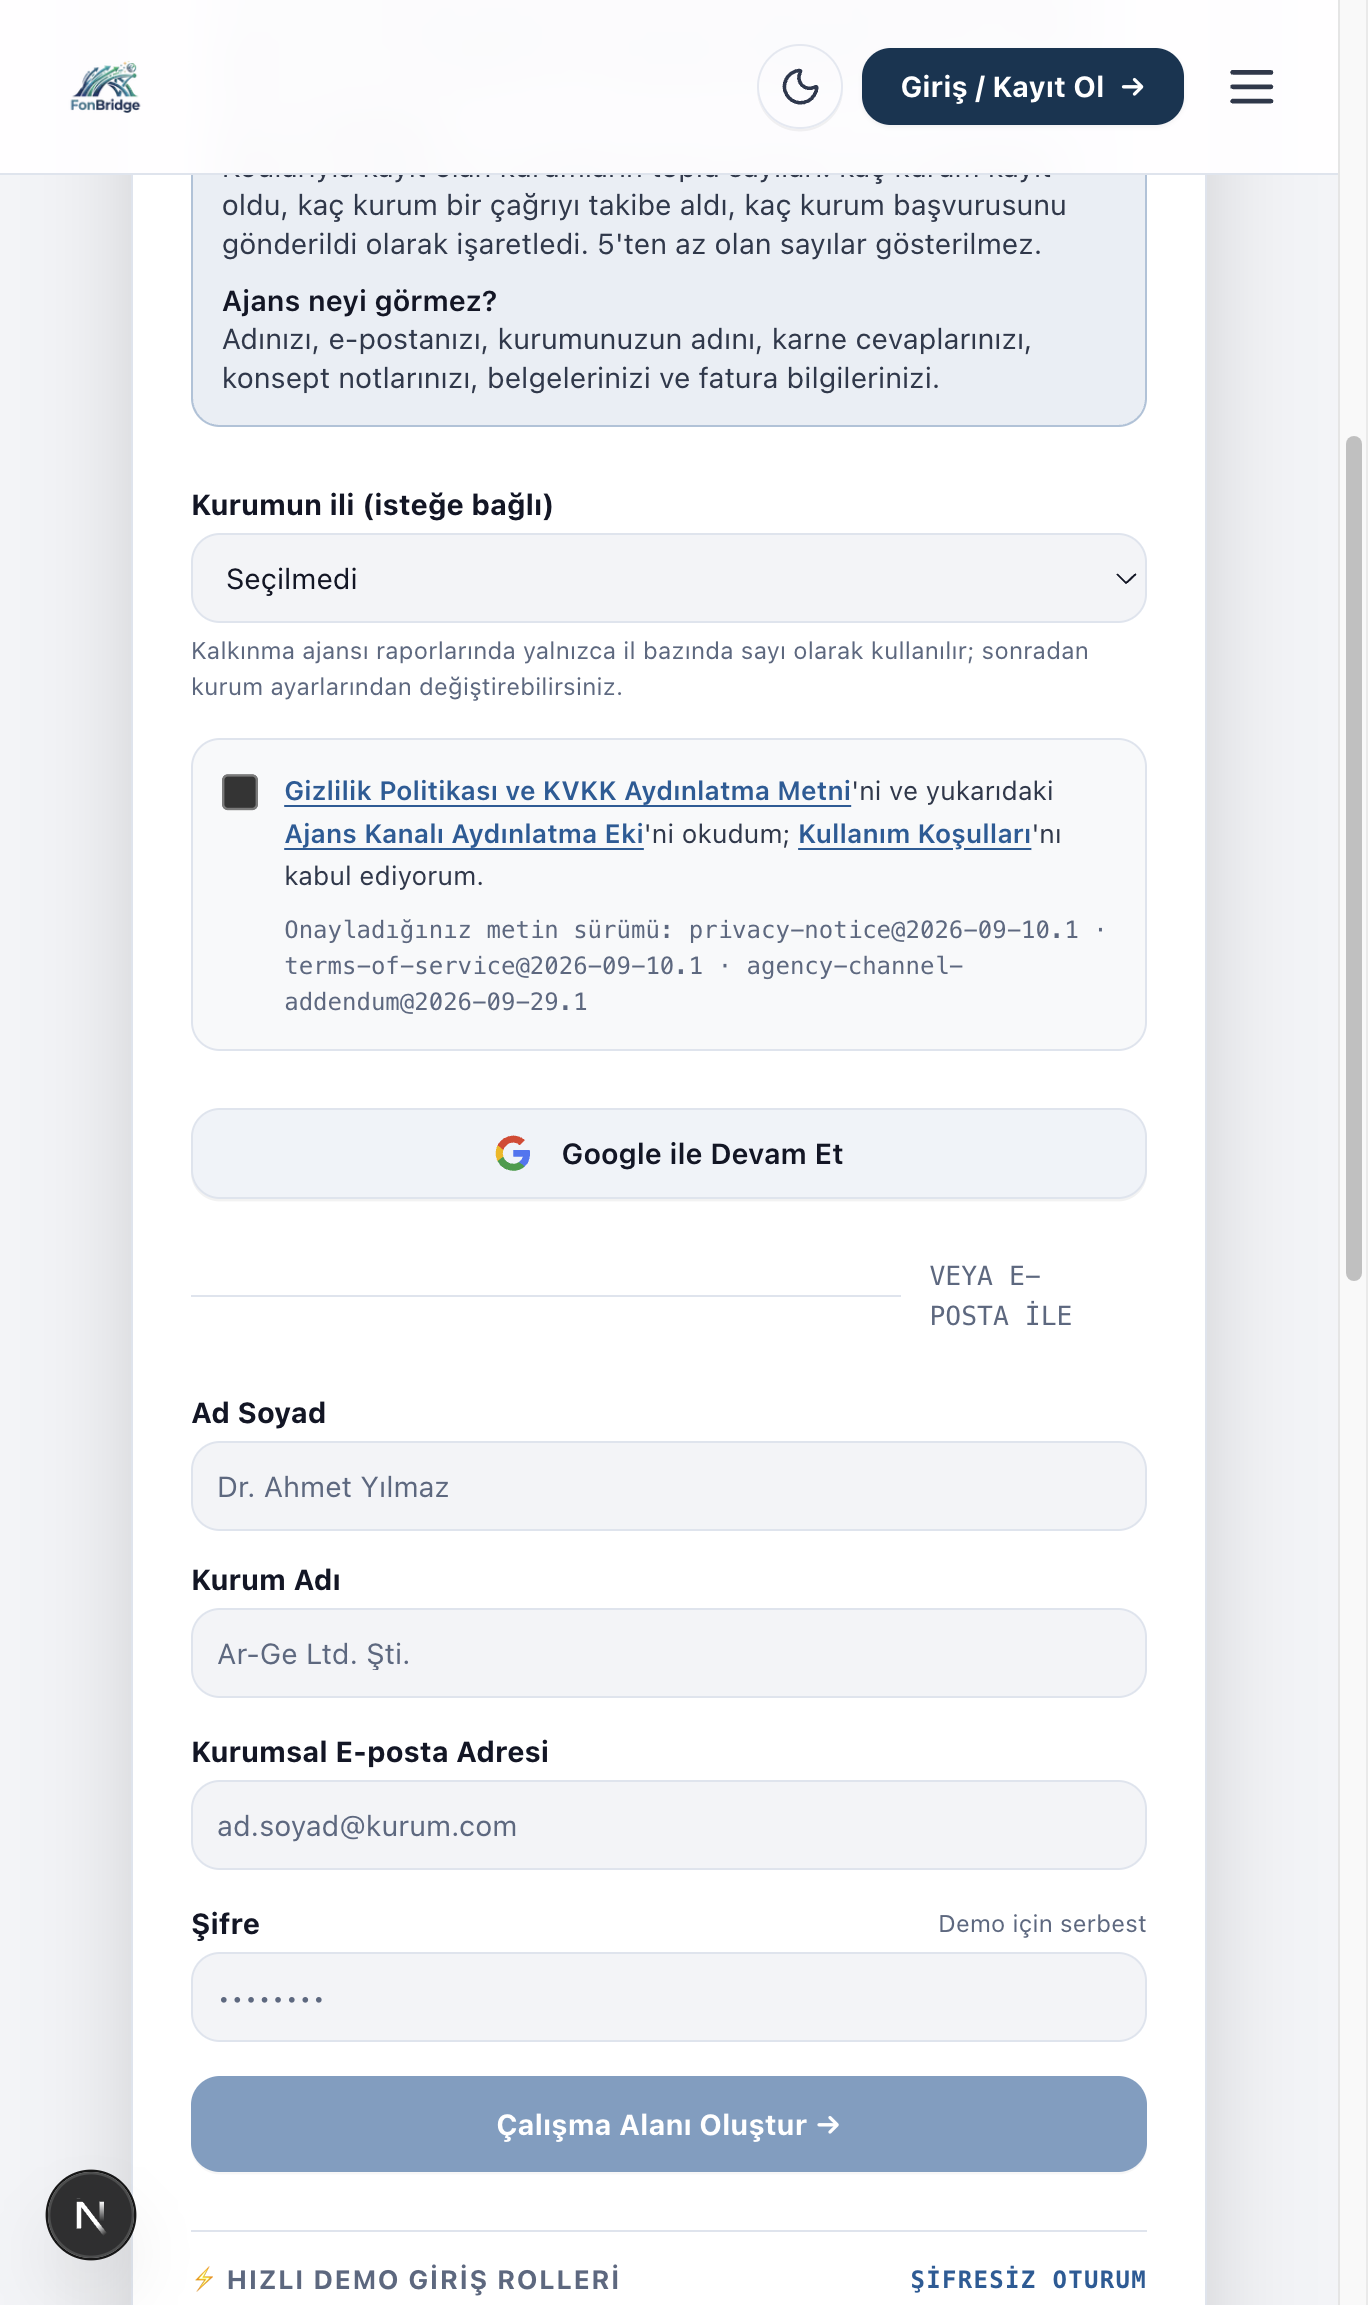 FonBridge
Giriş / Kayıt Ol →
oldu, kaç kurum bir çağrıyı takibe aldı, kaç kurum başvurusunu
gönderildi olarak işaretledi. 5'ten az olan sayılar gösterilmez.
Ajans neyi görmez?
Adınızı, e-postanızı, kurumunuzun adını, karne cevaplarınızı,
konsept notlarınızı, belgelerinizi ve fatura bilgilerinizi.
Kurumun ili (isteğe bağlı)
Seçilmedi
Kalkınma ajansı raporlarında yalnızca il bazında sayı olarak kullanılır; sonradan
kurum ayarlarından değiştirebilirsiniz.
Gizlilik Politikası ve KVKK Aydınlatma Metni'ni ve yukarıdaki
Ajans Kanalı Aydınlatma Eki'ni okudum; Kullanım Koşulları'nı
kabul ediyorum.
Onayladığınız metin sürümü: privacy-notice@2026-09-10.1 ·
terms-of-service@2026-09-10.1 · agency-channel-
addendum@2026-09-29.1
Google ile Devam Et
VEYA E-
POSTA İLE
Ad Soyad
Dr. Ahmet Yılmaz
Kurum Adı
Ar-Ge Ltd. Şti.
Kurumsal E-posta Adresi
ad.soyad@kurum.com
Şifre
Demo için serbest
••••••••
Çalışma Alanı Oluştur →
N
⚡ HIZLI DEMO GİRİŞ ROLLERİ
ŞİFRESİZ OTURUM